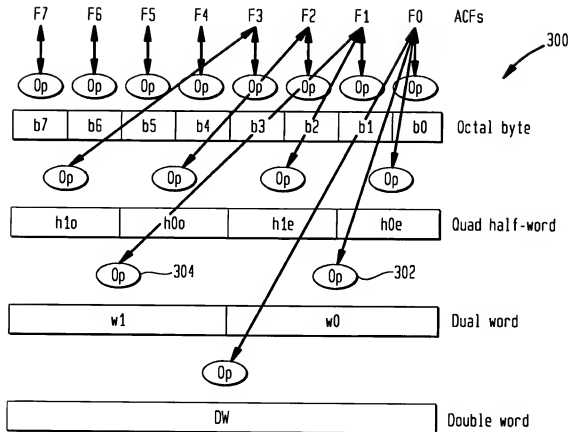 F7 F6 F5 F4 F3 F2 F1 F0 ACFs
300
Op Op Op Op Op Op Op Op
b7 b6 b5 b4 b3 b2 b1 b0 Octal byte
Op Op Op Op
h1o h0o h1e h0e Quad half-word
Op 304 Op 302
w1 w0 Dual word
Op
DW Double word